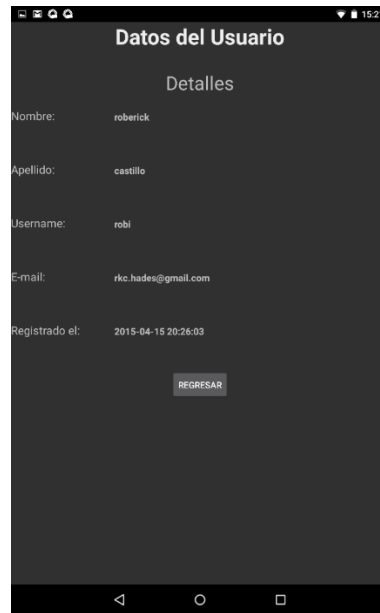 15:2
Datos del Usuario
Detalles
Nombre: roberick
Apellido: castillo
Username: robi
E-mail: rkc.hades@gmail.com
Registrado el: 2015-04-15 20:26:03
REGRESAR